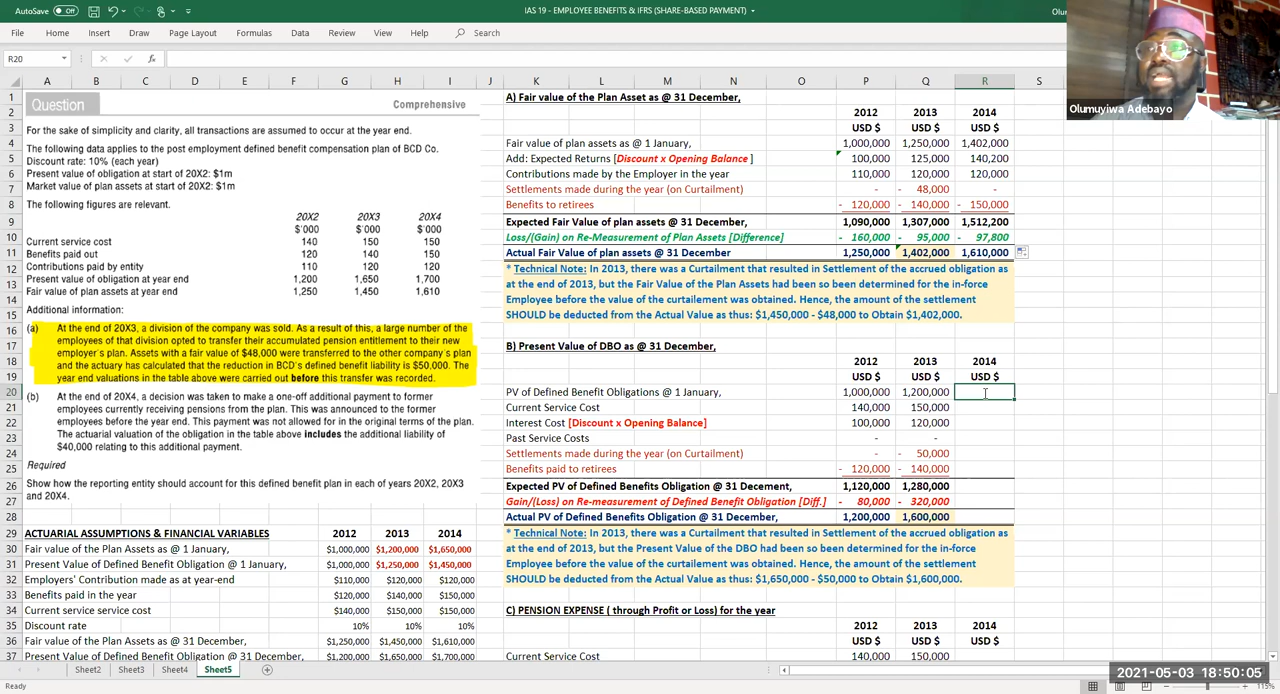 AutoSave Off
IAS 19 - EMPLOYEE BENEFITS & IFRS (SHARE-BASED PAYMENT)
Olu
File Home Insert Draw Page Layout Formulas Data Review View Help Search
R20 fx
A B C D E F G H I J K L M N O P Q R S
Question
Comprehensive
For the sake of simplicity and clarity, all transactions are assumed to occur at the year end.
The following data applies to the post employment defined benefit compensation plan of BCD Co.
Discount rate: 10% (each year)
Present value of obligation at start of 20X2: $1m
Market value of plan assets at start of 20X2: $1m
The following figures are relevant.
20X2 20X3 20X4
$'000 $'000 $'000
Current service cost 140 150 150
Benefits paid out 120 140 150
Contributions paid by entity 110 120 120
Present value of obligation at year end 1,200 1,650 1,700
Fair value of plan assets at year end 1,250 1,450 1,610
Additional information:
(a) At the end of 20X3, a division of the company was sold. As a result of this, a large number of the
employees of that division opted to transfer their accumulated pension entitlement to their new
employer's plan. Assets with a fair value of $48,000 were transferred to the other company's plan
and the actuary has calculated that the reduction in BCD's defined benefit liability is $50,000. The
year end valuations in the table above were carried out before this transfer was recorded.
(b) At the end of 20X4, a decision was taken to make a one-off additional payment to former
employees currently receiving pensions from the plan. This was announced to the former
employees before the year end. This payment was not allowed for in the original terms of the plan.
The actuarial valuation of the obligation in the table above includes the additional liability of
$40,000 relating to this additional payment.
Required
Show how the reporting entity should account for this defined benefit plan in each of years 20X2, 20X3
and 20X4.
ACTUARIAL ASSUMPTIONS & FINANCIAL VARIABLES 2012 2013 2014
Fair value of the Plan Assets as @ 1 January, $1,000,000 $1,200,000 $1,650,000
Present Value of Defined Benefit Obligation @ 1 January, $1,000,000 $1,250,000 $1,450,000
Employers' Contribution made as at year-end $110,000 $120,000 $120,000
Benefits paid in the year $120,000 $140,000 $150,000
Current service service cost $140,000 $150,000 $150,000
Discount rate 10% 10% 10%
Fair value of the Plan Assets as @ 31 December, $1,250,000 $1,450,000 $1,610,000
Present Value of Defined Benefit Obligation @ 31 December, $1,200,000 $1,650,000 $1,700,000
A) Fair value of the Plan Asset as @ 31 December,
2012 2013 2014
USD $ USD $ USD $
Fair value of plan assets as @ 1 January, 1,000,000 1,250,000 1,402,000
Add: Expected Returns [Discount x Opening Balance ] 100,000 125,000 140,200
Contributions made by the Employer in the year 110,000 120,000 120,000
Settlements made during the year (on Curtailment) - - 48,000 -
Benefits to retirees - 120,000 - 140,000 - 150,000
Expected Fair Value of plan assets @ 31 December, 1,090,000 1,307,000 1,512,200
Loss/(Gain) on Re-Measurement of Plan Assets [Difference] - 160,000 - 95,000 - 97,800
Actual Fair Value of plan assets @ 31 December 1,250,000 1,402,000 1,610,000
* Technical Note: In 2013, there was a Curtailment that resulted in Settlement of the accrued obligation as
at the end of 2013, but the Fair Value of the Plan Assets had been so been determined for the in-force
Employee before the value of the curtailement was obtained. Hence, the amount of the settlement
SHOULD be deducted from the Actual Value as thus: $1,450,000 - $48,000 to Obtain $1,402,000.
B) Present Value of DBO as @ 31 December,
2012 2013 2014
USD $ USD $ USD $
PV of Defined Benefit Obligations @ 1 January, 1,000,000 1,200,000
Current Service Cost 140,000 150,000
Interest Cost [Discount x Opening Balance] 100,000 120,000
Past Service Costs - -
Settlements made during the year (on Curtailment) - - 50,000
Benefits paid to retirees - 120,000 - 140,000
Expected PV of Defined Benefits Obligation @ 31 Decement, 1,120,000 1,280,000
Gain/(Loss) on Re-measurement of Defined Benefit Obligation [Diff.] - 80,000 - 320,000
Actual PV of Defined Benefits Obligation @ 31 December, 1,200,000 1,600,000
* Technical Note: In 2013, there was a Curtailment that resulted in Settlement of the accrued obligation as
at the end of 2013, but the Present Value of the DBO had been so been determined for the in-force
Employee before the value of the curtailement was obtained. Hence, the amount of the settlement
SHOULD be deducted from the Actual Value as thus: $1,650,000 - $50,000 to Obtain $1,600,000.
C) PENSION EXPENSE ( through Profit or Loss) for the year
2012 2013 2014
USD $ USD $ USD $
Current Service Cost 140,000 150,000
Olumuyiwa Adebayo
Sheet2 Sheet3 Sheet4 Sheet5
Ready
2021-05-03 18:50:05
115%